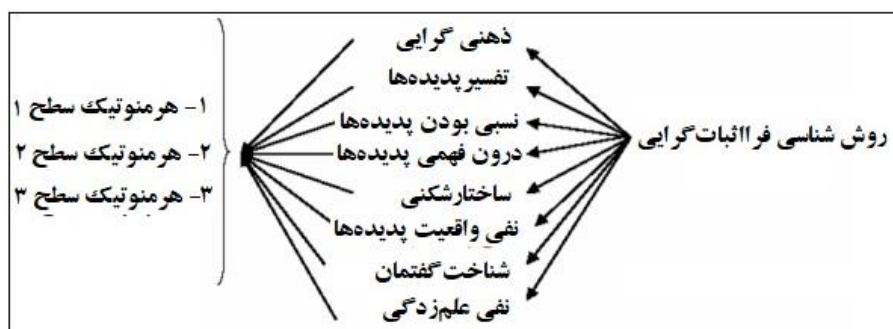 روش شناسی فرااثبات‌گرایی
ذهنی گرایی
تفسیر پدیده‌ها
نسبی بودن پدیده‌ها
درون فهمی پدیده‌ها
ساختارشکنی
نفی واقعیت پدیده‌ها
شناخت گفتمان
نفی علم‌زدگی
۱- هرمنوتیک سطح ۱
۲- هرمنوتیک سطح ۲
۳- هرمنوتیک سطح ۳